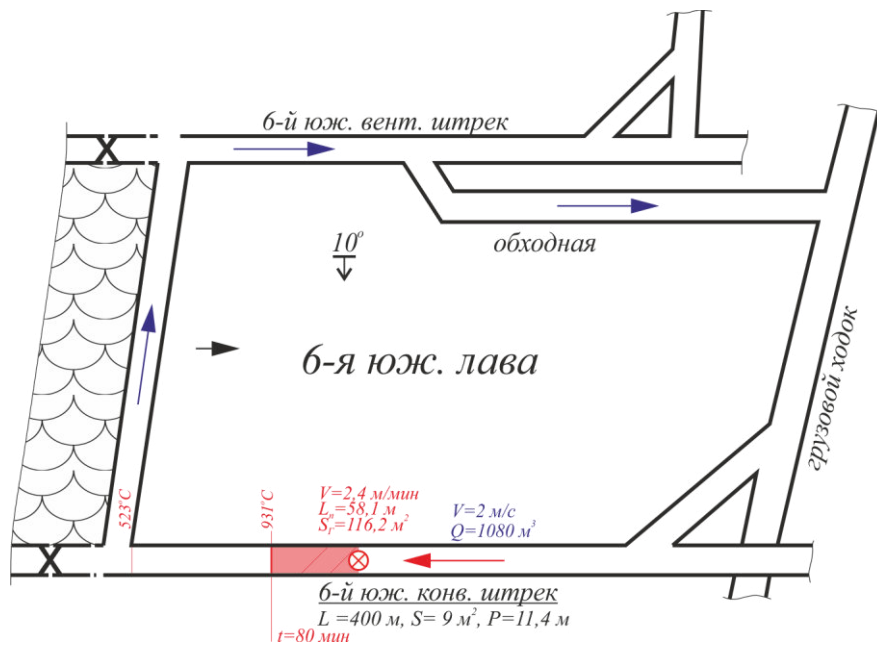 6-й юж. вент. штрек
обходная
10°
6-я юж. лава
грузовой ходок
523°C
931°C
V=2,4 м/мин
Lп=58,1 м
Sг=116,2 м²
V=2 м/с
Q=1080 м³
6-й юж. конв. штрек
L =400 м, S= 9 м², P=11,4 м
t=80 мин